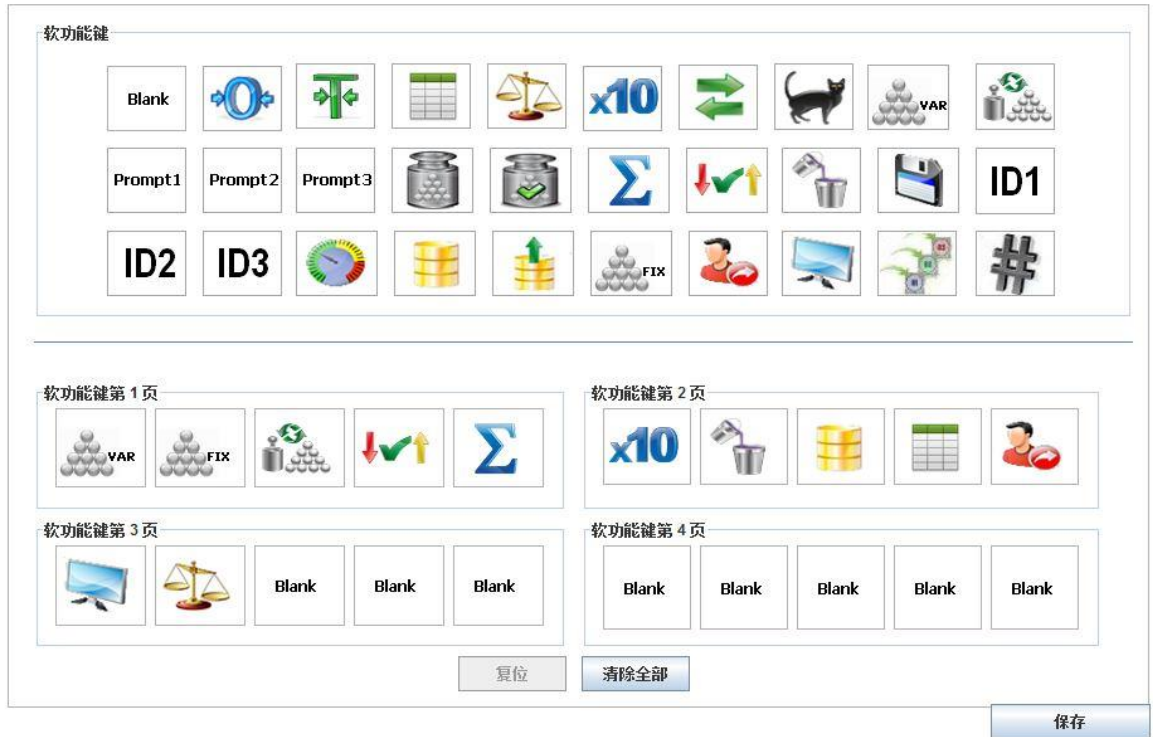 软功能键
Blank
0
T
x10
VAR
Prompt1
Prompt2
Prompt3
Σ
ID1
ID2
ID3
FIX
#
软功能键第 1 页
VAR
FIX
Σ
软功能键第 2 页
x10
软功能键第 3 页
Blank
Blank
Blank
软功能键第 4 页
Blank
Blank
Blank
Blank
Blank
复位
清除全部
保存